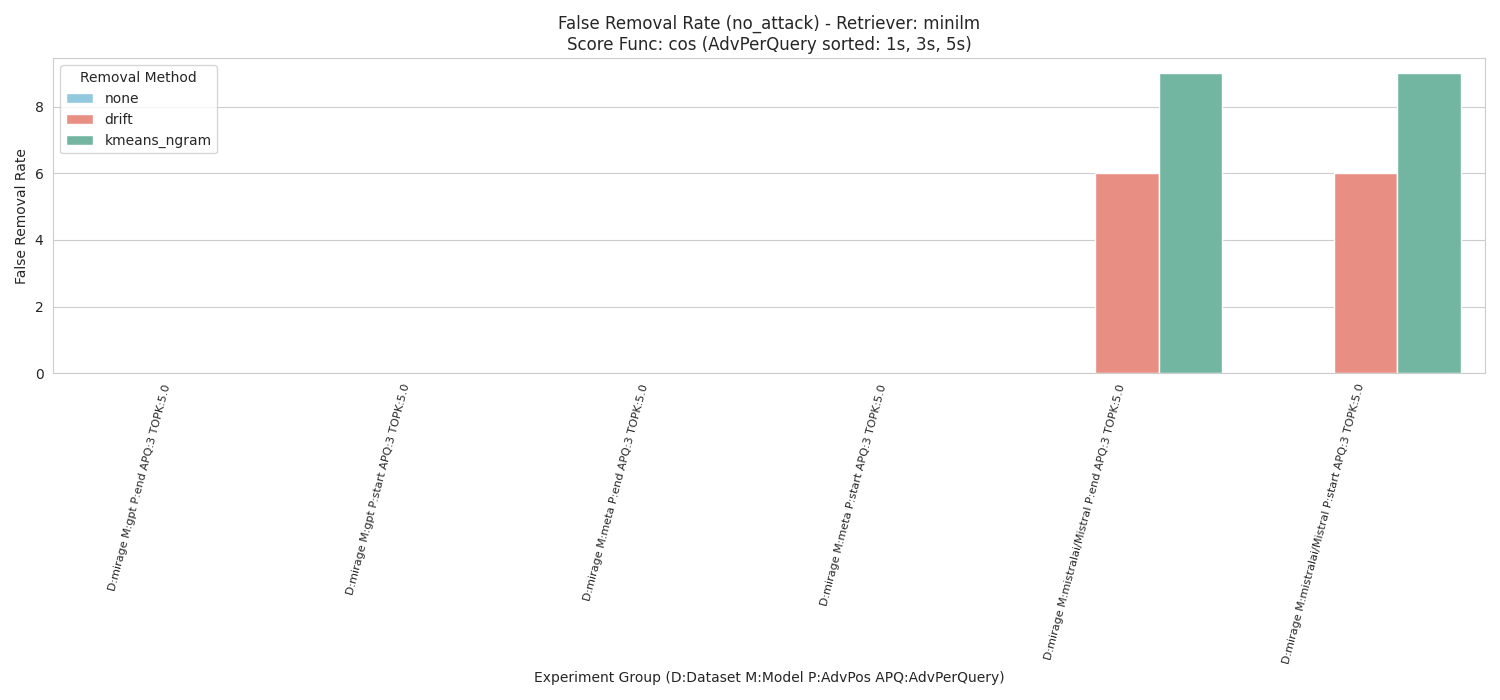 False Removal Rate (no_attack) - Retriever: minilm
Score Func: cos (AdvPerQuery sorted: 1s, 3s, 5s)
Removal Method
none
drift
kmeans_ngram
False Removal Rate
8
6
4
2
0
D:mirage M:gpt P:end APQ:3 TOPK:5.0
D:mirage M:gpt P:start APQ:3 TOPK:5.0
D:mirage M:meta P:end APQ:3 TOPK:5.0
D:mirage M:meta P:start APQ:3 TOPK:5.0
D:mirage M:mistralai/Mistral P:end APQ:3 TOPK:5.0
D:mirage M:mistralai/Mistral P:start APQ:3 TOPK:5.0
Experiment Group (D:Dataset M:Model P:AdvPos APQ:AdvPerQuery)